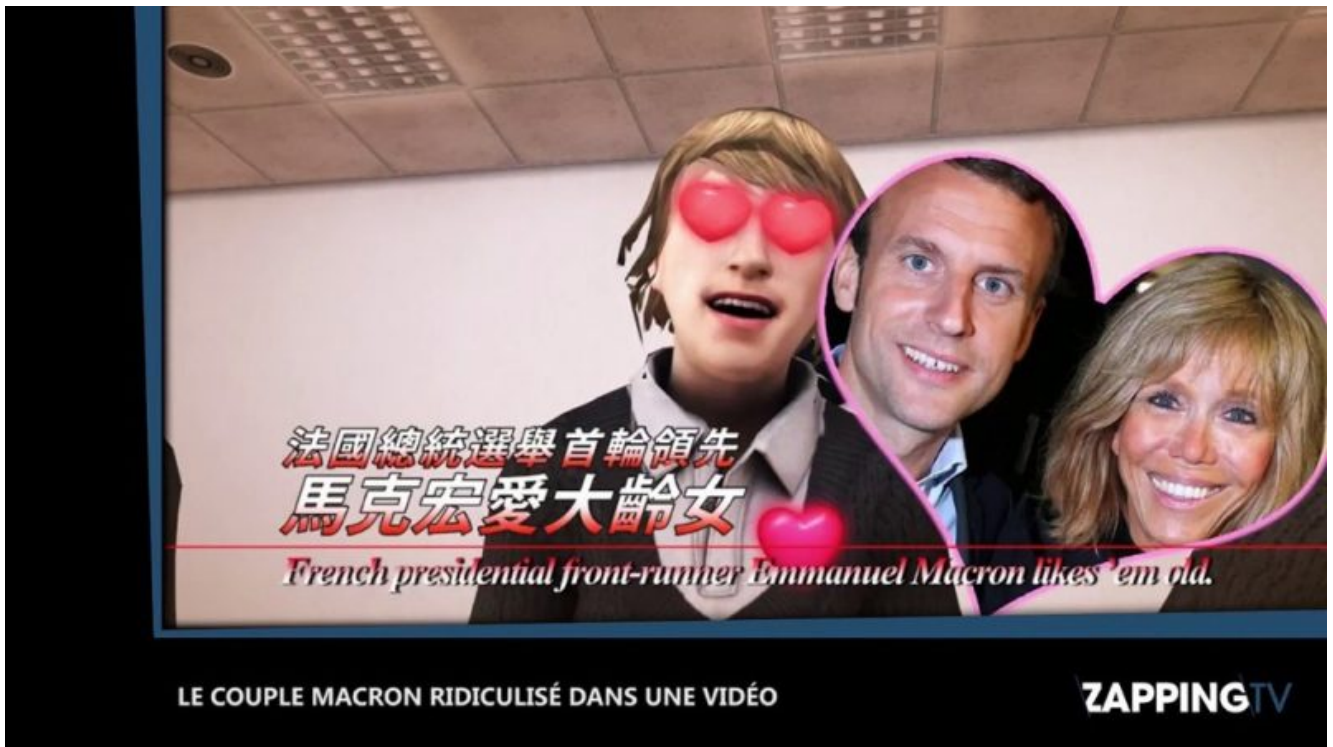 法國總統選舉首輪領先
馬克宏愛大齡女
French presidential front-runner Emmanuel Macron likes 'em old.
LE COUPLE MACRON RIDICULISÉ DANS UNE VIDÉO
ZAPPINGTV